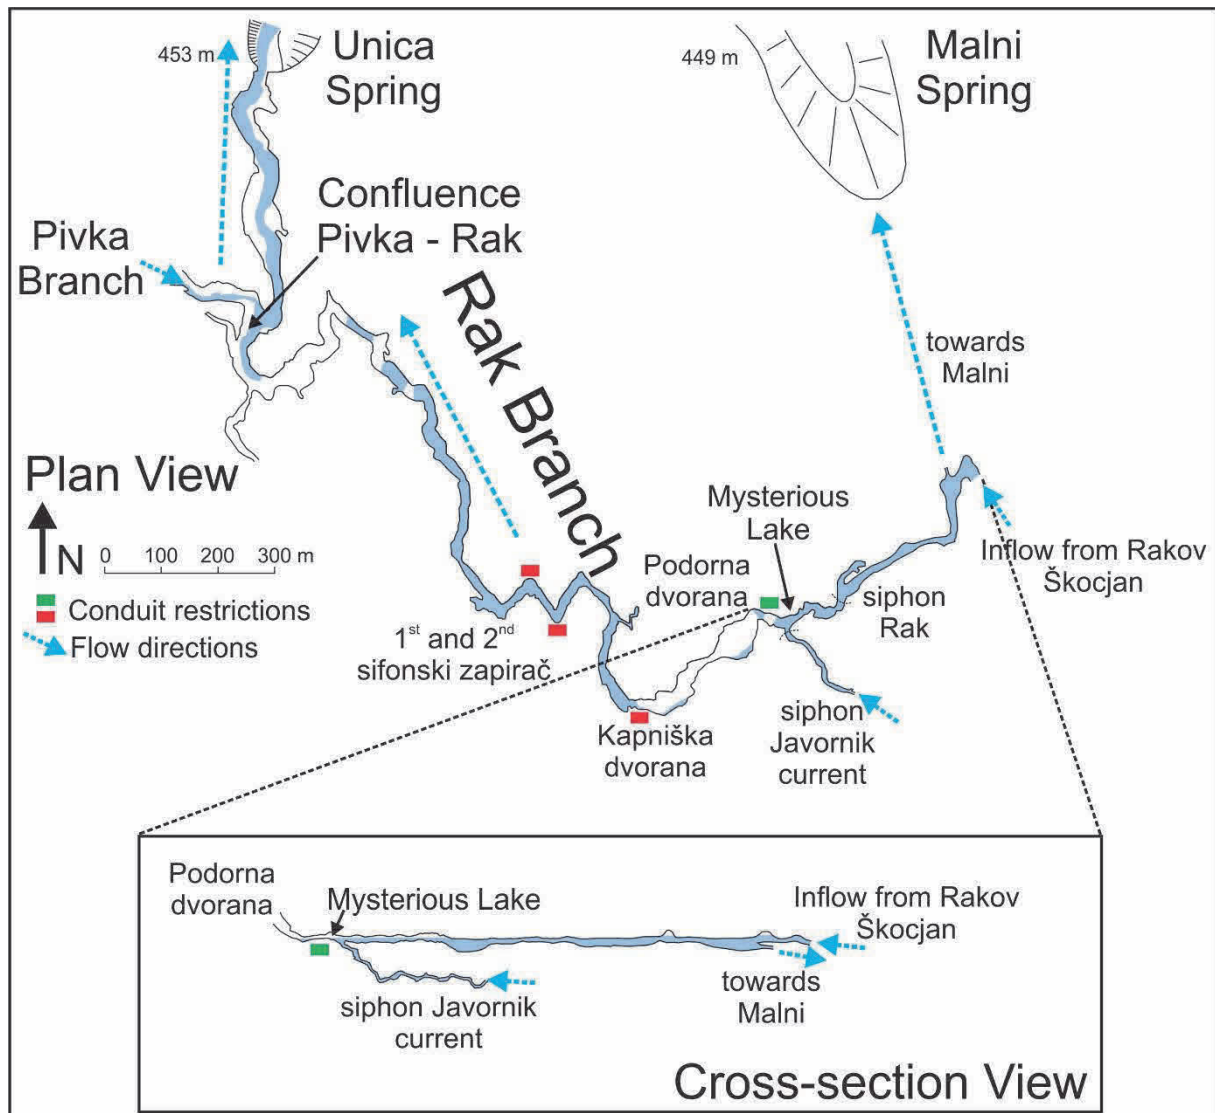 453 m
Unica
Spring
449 m
Malni
Spring
Confluence
Pivka - Rak
Pivka
Branch
Rak Branch
towards
Malni
Plan View
N
0 100 200 300 m
Conduit restrictions
Flow directions
Mysterious
Lake
Podorna
dvorana
Inflow from Rakov
Škocjan
siphon
Rak
1st and 2nd
sifonski zapirač
siphon
Javornik
current
Kapniška
dvorana
Podorna
dvorana
Mysterious Lake
Inflow from Rakov
Škocjan
towards
Malni
siphon Javornik
current
Cross-section View